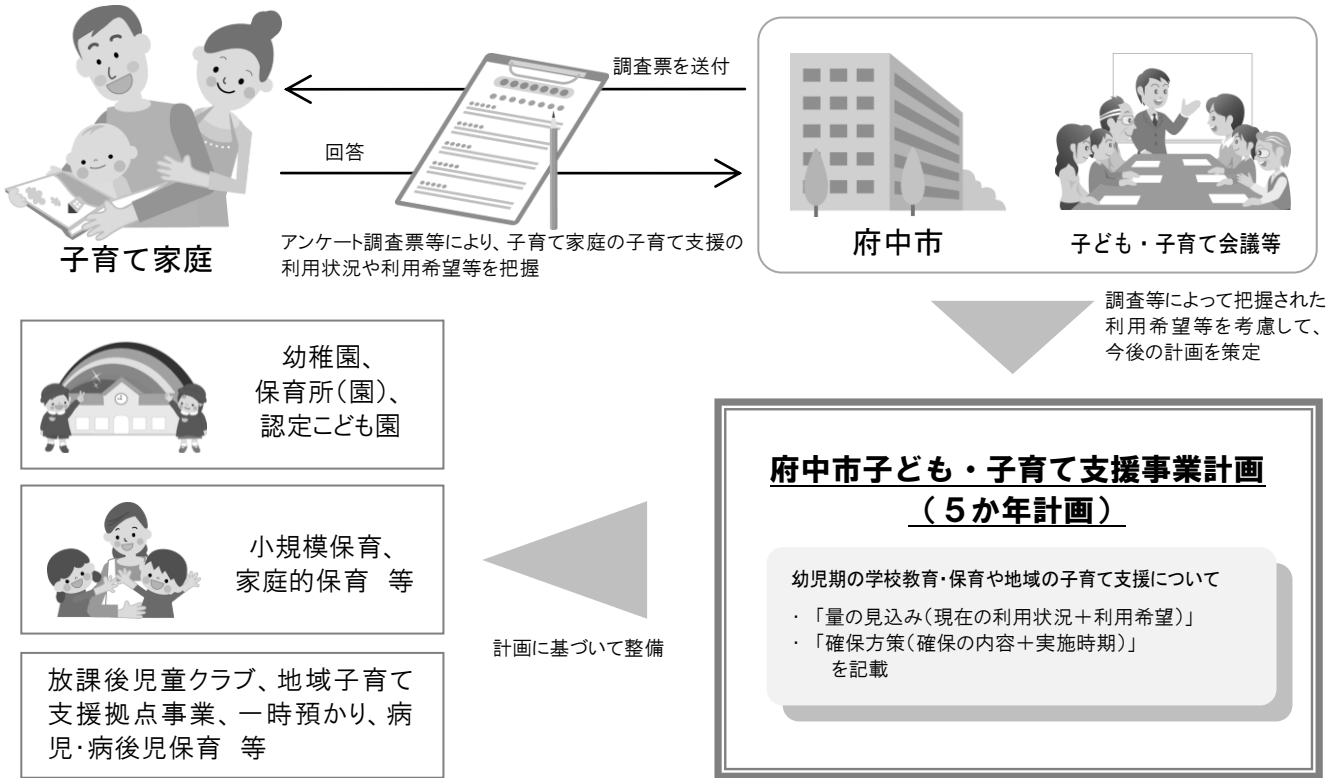 調査票を送付
回答
アンケート調査票等により、子育て家庭の子育て支援の
利用状況や利用希望等を把握
子育て家庭
府中市
子ども・子育て会議等
調査等によって把握された
利用希望等を考慮して、
今後の計画を策定
府中市子ども・子育て支援事業計画
（５か年計画）
幼児期の学校教育・保育や地域の子育て支援について
・「量の見込み（現在の利用状況＋利用希望）」
・「確保方策（確保の内容＋実施時期）」
を記載
計画に基づいて整備
幼稚園、
保育所（園）、
認定こども園
小規模保育、
家庭的保育　等
放課後児童クラブ、地域子育て
支援拠点事業、一時預かり、病
児・病後児保育　等